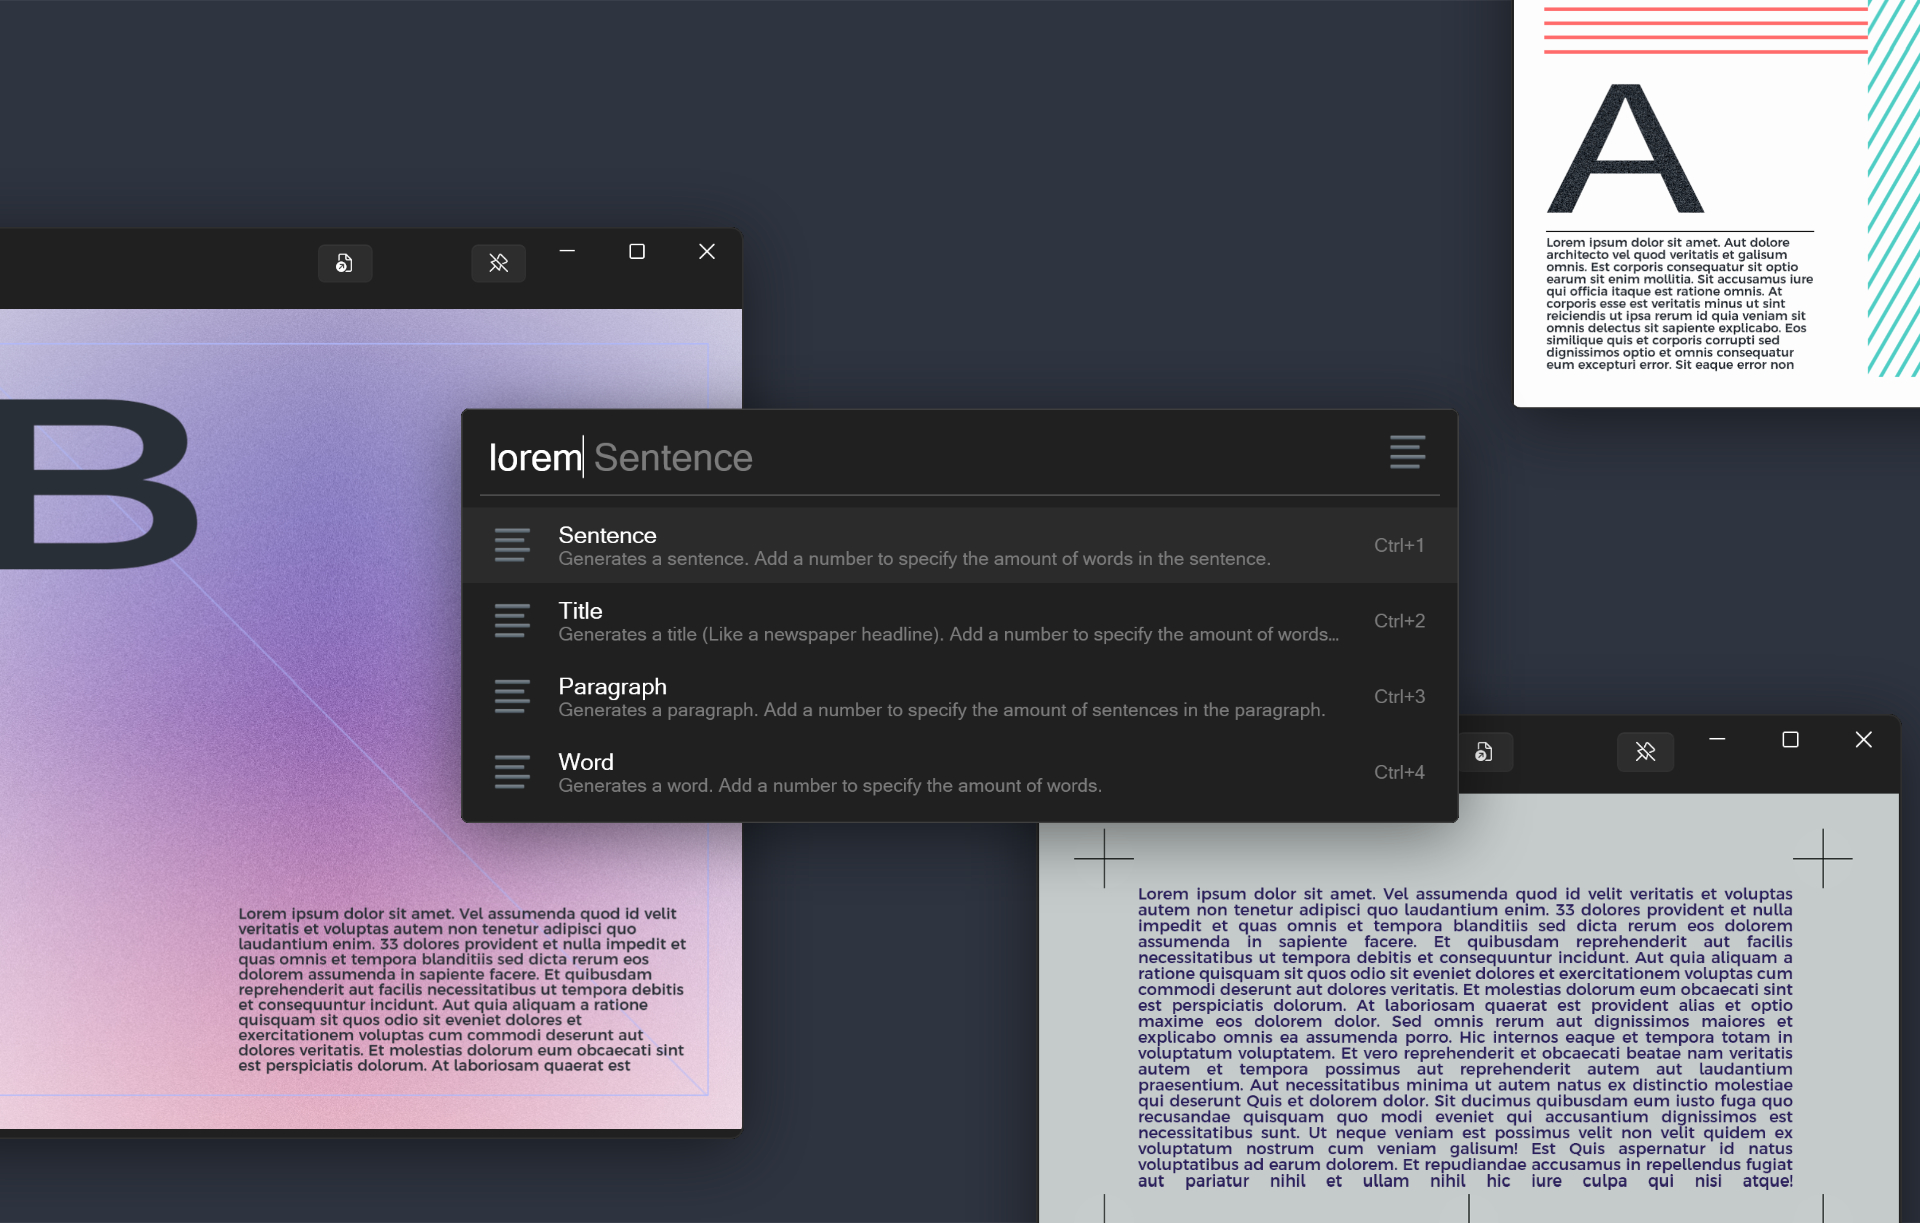 A
Lorem ipsum dolor sit amet. Aut dolore
architecto vel quod veritatis et galisum
omnis. Est corporis consequatur sit optio
earum sit enim mollitia. Sit accusamus iure
qui officia itaque est ratione omnis. At
corporis esse est veritatis minus ut sint
reiciendis ut ipsa rerum id quia veniam sit
omnis delectus sit sapiente explicabo. Eos
similique quis et corporis corrupti sed
dignissimos optio et omnis consequatur
eum excepturi error. Sit eaque error non
B
lorem Sentence
Sentence
Generates a sentence. Add a number to specify the amount of words in the sentence.
Ctrl+1
Title
Generates a title (Like a newspaper headline). Add a number to specify the amount of words...
Ctrl+2
Paragraph
Generates a paragraph. Add a number to specify the amount of sentences in the paragraph.
Ctrl+3
Word
Generates a word. Add a number to specify the amount of words.
Ctrl+4
Lorem ipsum dolor sit amet. Vel assumenda quod id velit
veritatis et voluptas autem non tenetur adipisci quo
laudantium enim. 33 dolores provident et nulla impedit et
quas omnis et tempora blanditiis sed dicta rerum eos
dolorem assumenda in sapiente facere. Et quibusdam
reprehenderit aut facilis necessitatibus ut tempora debitis
et consequuntur incidunt. Aut quia aliquam a ratione
quisquam sit quos odio sit eveniet dolores et
exercitationem voluptas cum commodi deserunt aut
dolores veritatis. Et molestias dolorum eum obcaecati sint
est perspiciatis dolorum. At laboriosam quaerat est
Lorem ipsum dolor sit amet. Vel assumenda quod id velit veritatis et voluptas
autem non tenetur adipisci quo laudantium enim. 33 dolores provident et nulla
impedit et quas omnis et tempora blanditiis sed dicta rerum eos dolorem
assumenda in sapiente facere. Et quibusdam reprehenderit aut facilis
necessitatibus ut tempora debitis et consequuntur incidunt. Aut quia aliquam a
ratione quisquam sit quos odio sit eveniet dolores et exercitationem voluptas cum
commodi deserunt aut dolores veritatis. Et molestias dolorum eum obcaecati sint
est perspiciatis dolorum. At laboriosam quaerat est provident alias et optio
maxime eos dolorem dolor. Sed omnis rerum aut dignissimos maiores et
explicabo omnis ea assumenda porro. Hic internos eaque et tempora totam in
voluptatum voluptatem. Et vero reprehenderit et obcaecati beatae nam veritatis
autem et tempora possimus aut reprehenderit autem aut laudantium
praesentium. Aut necessitatibus minima ut autem natus ex distinctio molestiae
qui deserunt Quis et dolorem dolor. Sit ducimus quibusdam eum iusto fuga quo
recusandae quisquam quo modi eveniet qui accusantium dignissimos est
necessitatibus sunt. Ut neque veniam est possimus velit non velit quidem ex
voluptatum nostrum cum veniam galisum! Est Quis aspernatur id natus
voluptatibus ad earum dolorem. Et repudiandae accusamus in repellendus fugiat
aut pariatur nihil et ullam nihil hic iure culpa qui nisi atque!